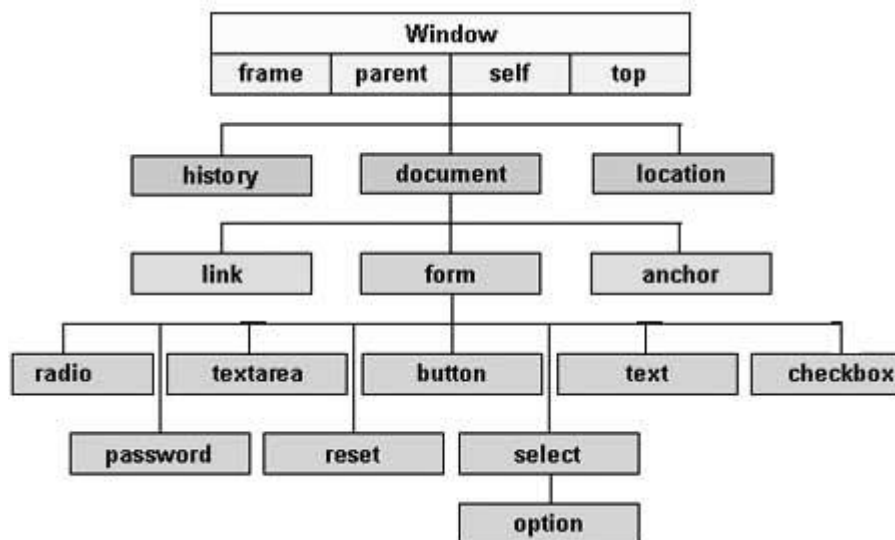 Window
frame parent self top
history document location
link form anchor
radio textarea button text checkbox
password reset select
option